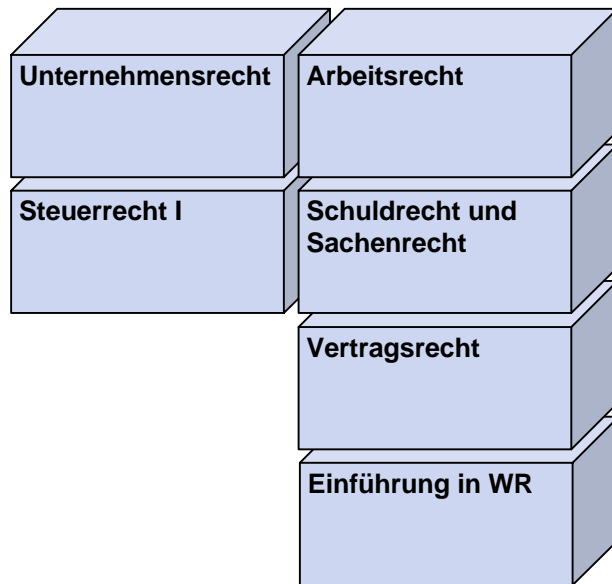 Unternehmensrecht
Arbeitsrecht
Steuerrecht I
Schuldrecht und
Sachenrecht
Vertragsrecht
Einführung in WR